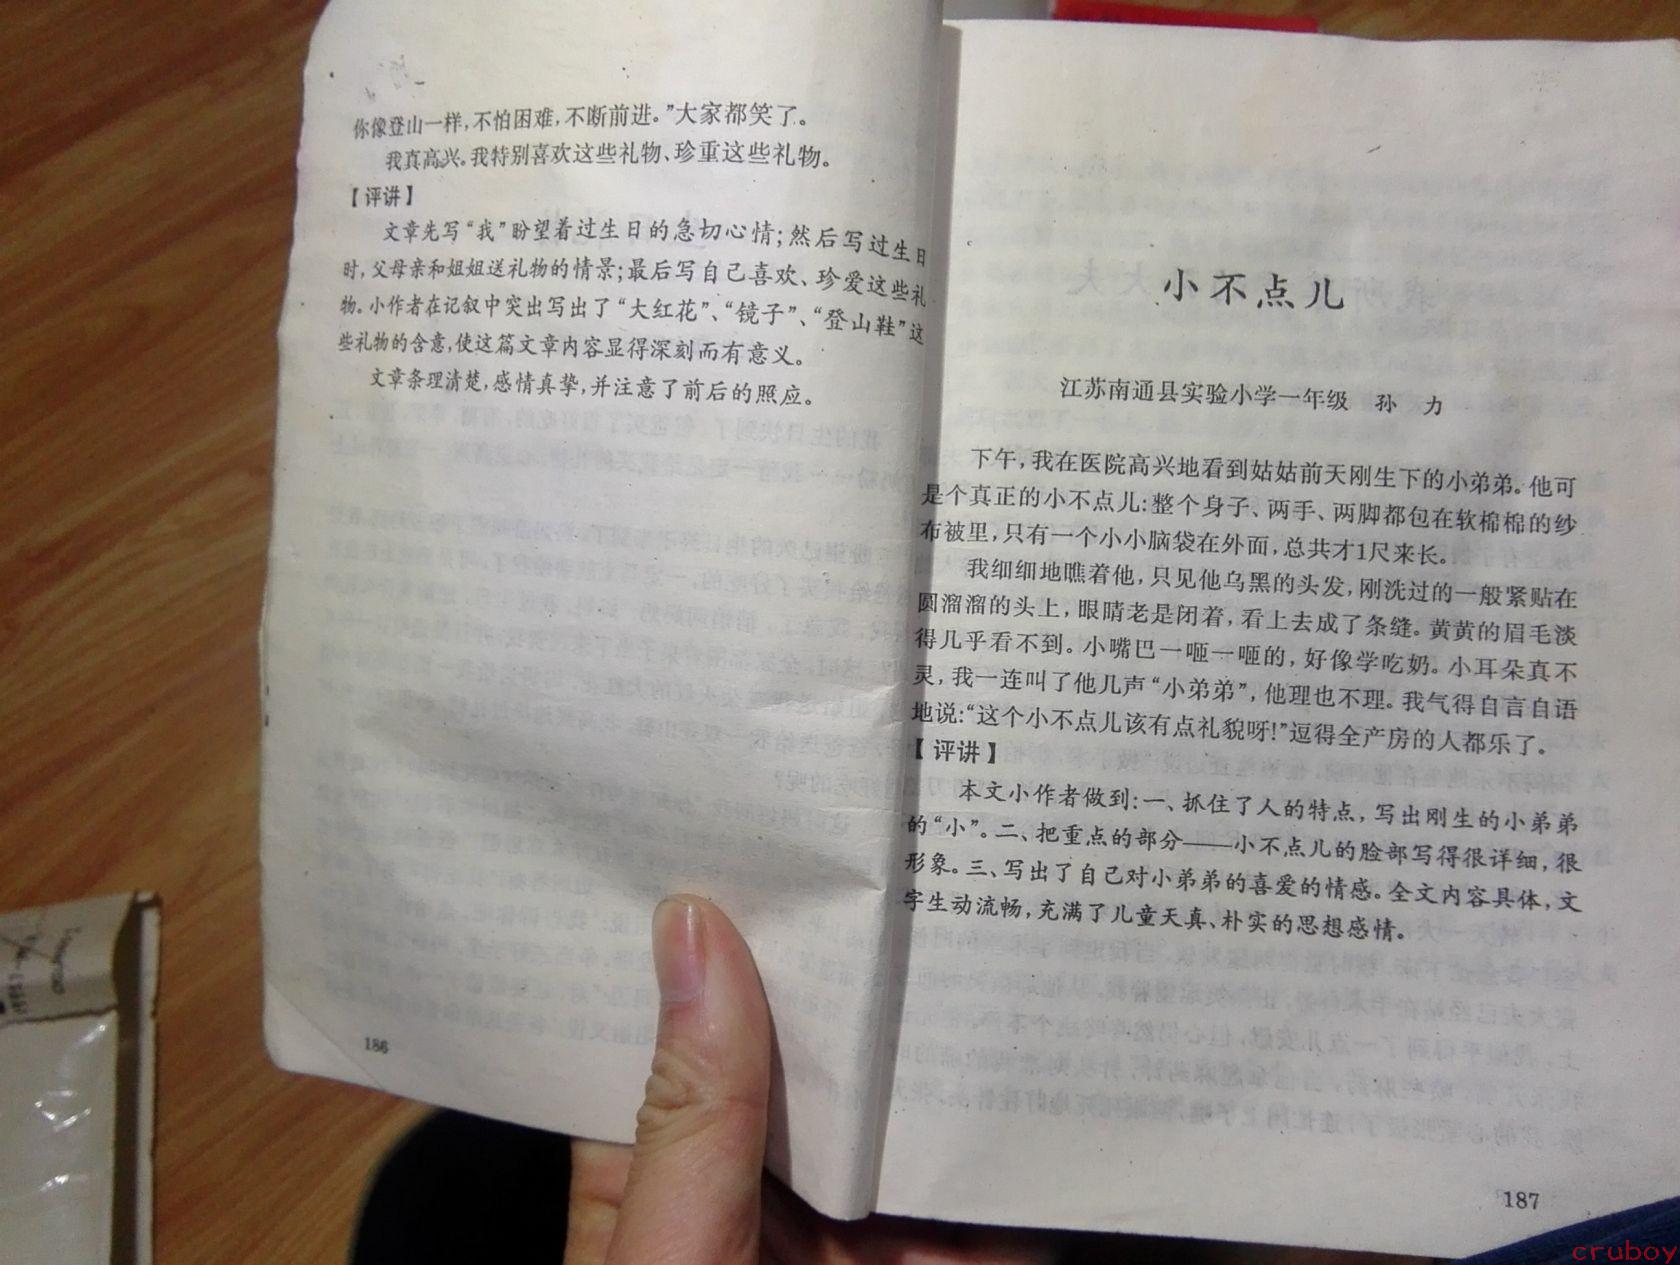 你像登山一样，不怕困难，不断前进。”大家都笑了。
我真高兴。我特别喜欢这些礼物、珍重这些礼物。
【评讲】
文章先写“我”盼望着过生日的急切心情；然后写过生日
时，父母亲和姐姐送礼物的情景；最后写自己喜欢、珍爱这些礼
物。小作者在记叙中突出写出了“大红花”、“镜子”、“登山鞋”这
些礼物的含意，使这篇文章内容显得深刻而有意义。
文章条理清楚，感情真挚，并注意了前后的照应。
186
小不点儿
江苏南通县实验小学一年级 孙 力
下午，我在医院高兴地看到姑姑前天刚生下的小弟弟。他可
是个真正的小不点儿：整个身子、两手、两脚都包在软棉棉的纱
布被里，只有一个小小脑袋在外面，总共才1尺来长。
我细细地瞧着他，只见他乌黑的头发，刚洗过的一般紧贴在
圆溜溜的头上，眼睛老是闭着，看上去成了条缝。黄黄的眉毛淡
得几乎看不到。小嘴巴一咂一咂的，好像学吃奶。小耳朵真不
灵，我一连叫了他几声“小弟弟”，他理也不理。我气得自言自语
地说：“这个小不点儿该有点礼貌呀！”逗得全产房的人都乐了。
【评讲】
本文小作者做到：一、抓住了人的特点，写出刚生的小弟弟
的“小”。二、把重点的部分——小不点儿的脸部写得很详细，很
形象。三、写出了自己对小弟弟的喜爱的情感。全文内容具体，文
字生动流畅，充满了儿童天真、朴实的思想感情。
187
cruboy